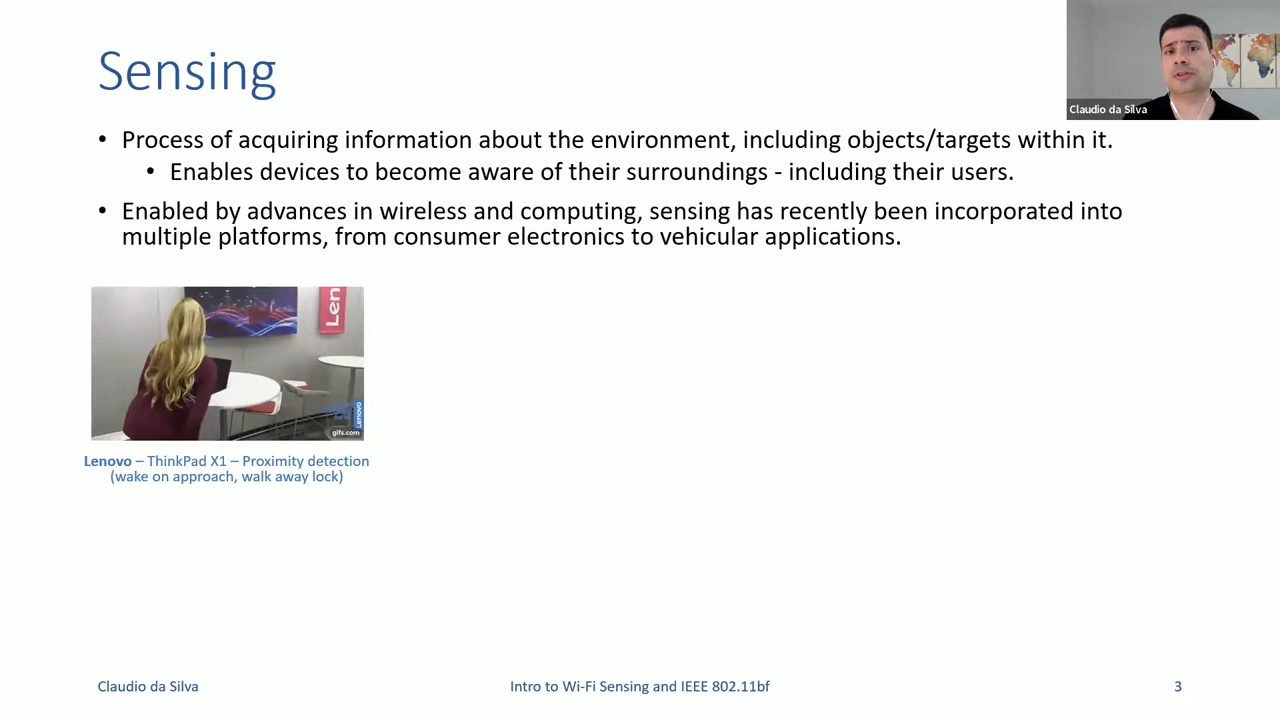 Sensing
Claudio da Silva
• Process of acquiring information about the environment, including objects/targets within it.
• Enables devices to become aware of their surroundings - including their users.
• Enabled by advances in wireless and computing, sensing has recently been incorporated into
multiple platforms, from consumer electronics to vehicular applications.
Len
Lenovo
gifs.com
Lenovo – ThinkPad X1 – Proximity detection
(wake on approach, walk away lock)
Claudio da Silva
Intro to Wi-Fi Sensing and IEEE 802.11bf
3